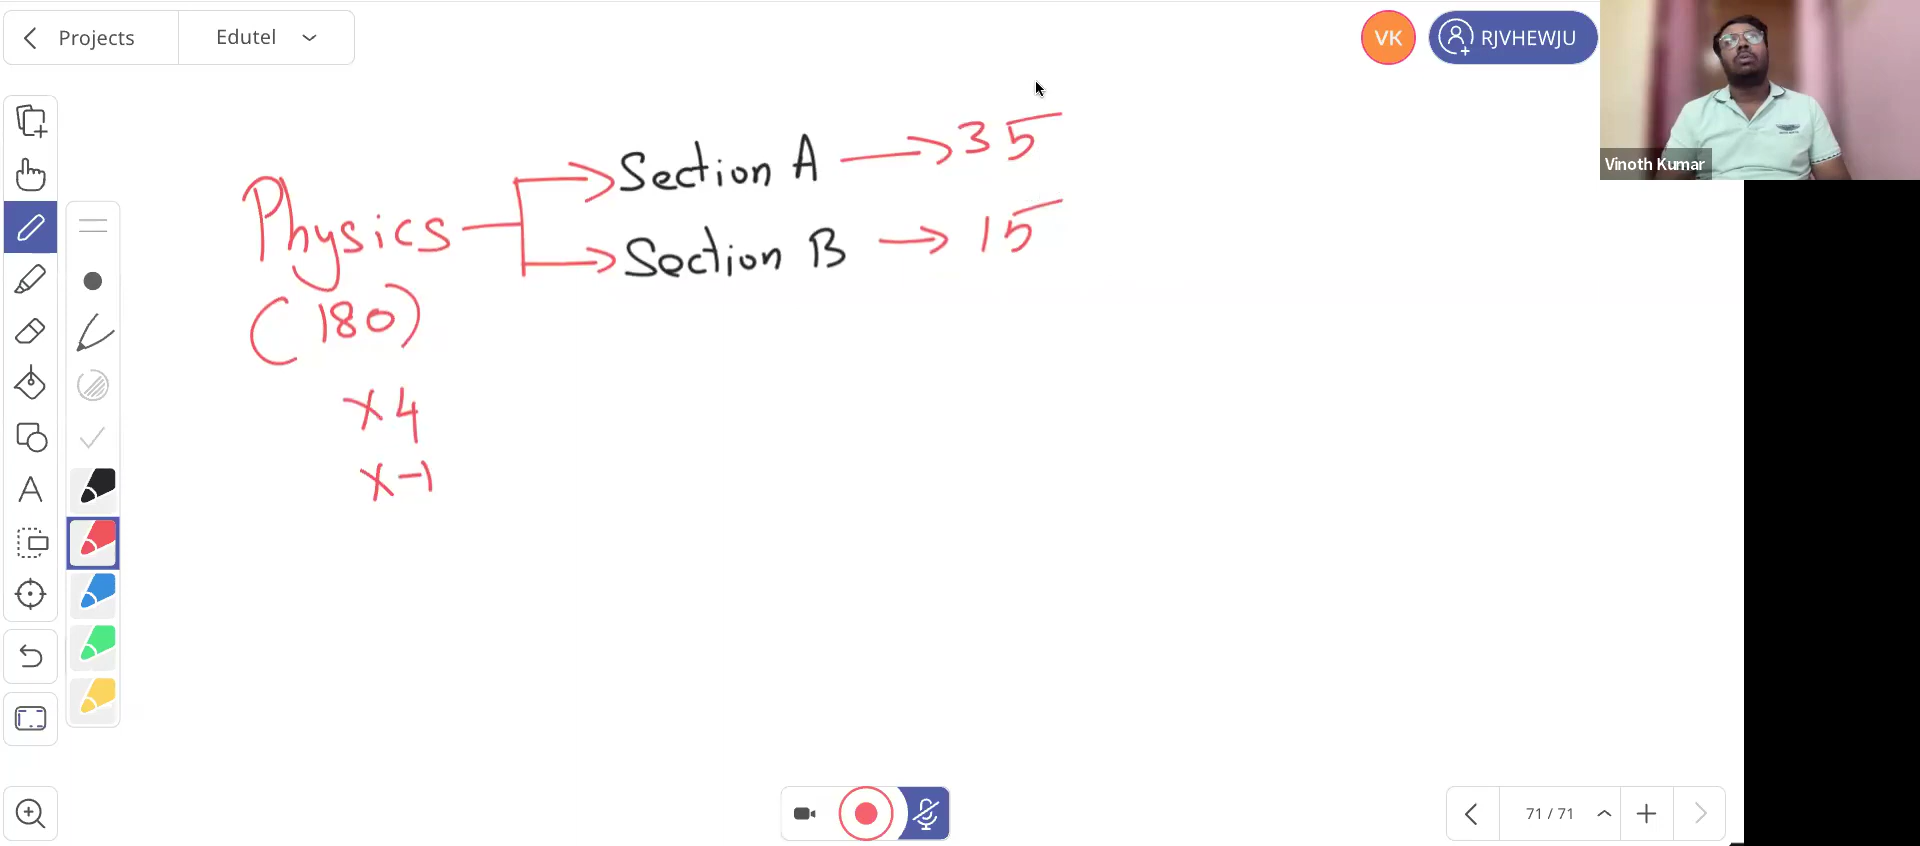 Projects
Edutel
VK
RJVHEWJU
Vinoth Kumar
Section A → 35
Physics
Section B → 15
(180)
x 4
x -1
A
71 / 71